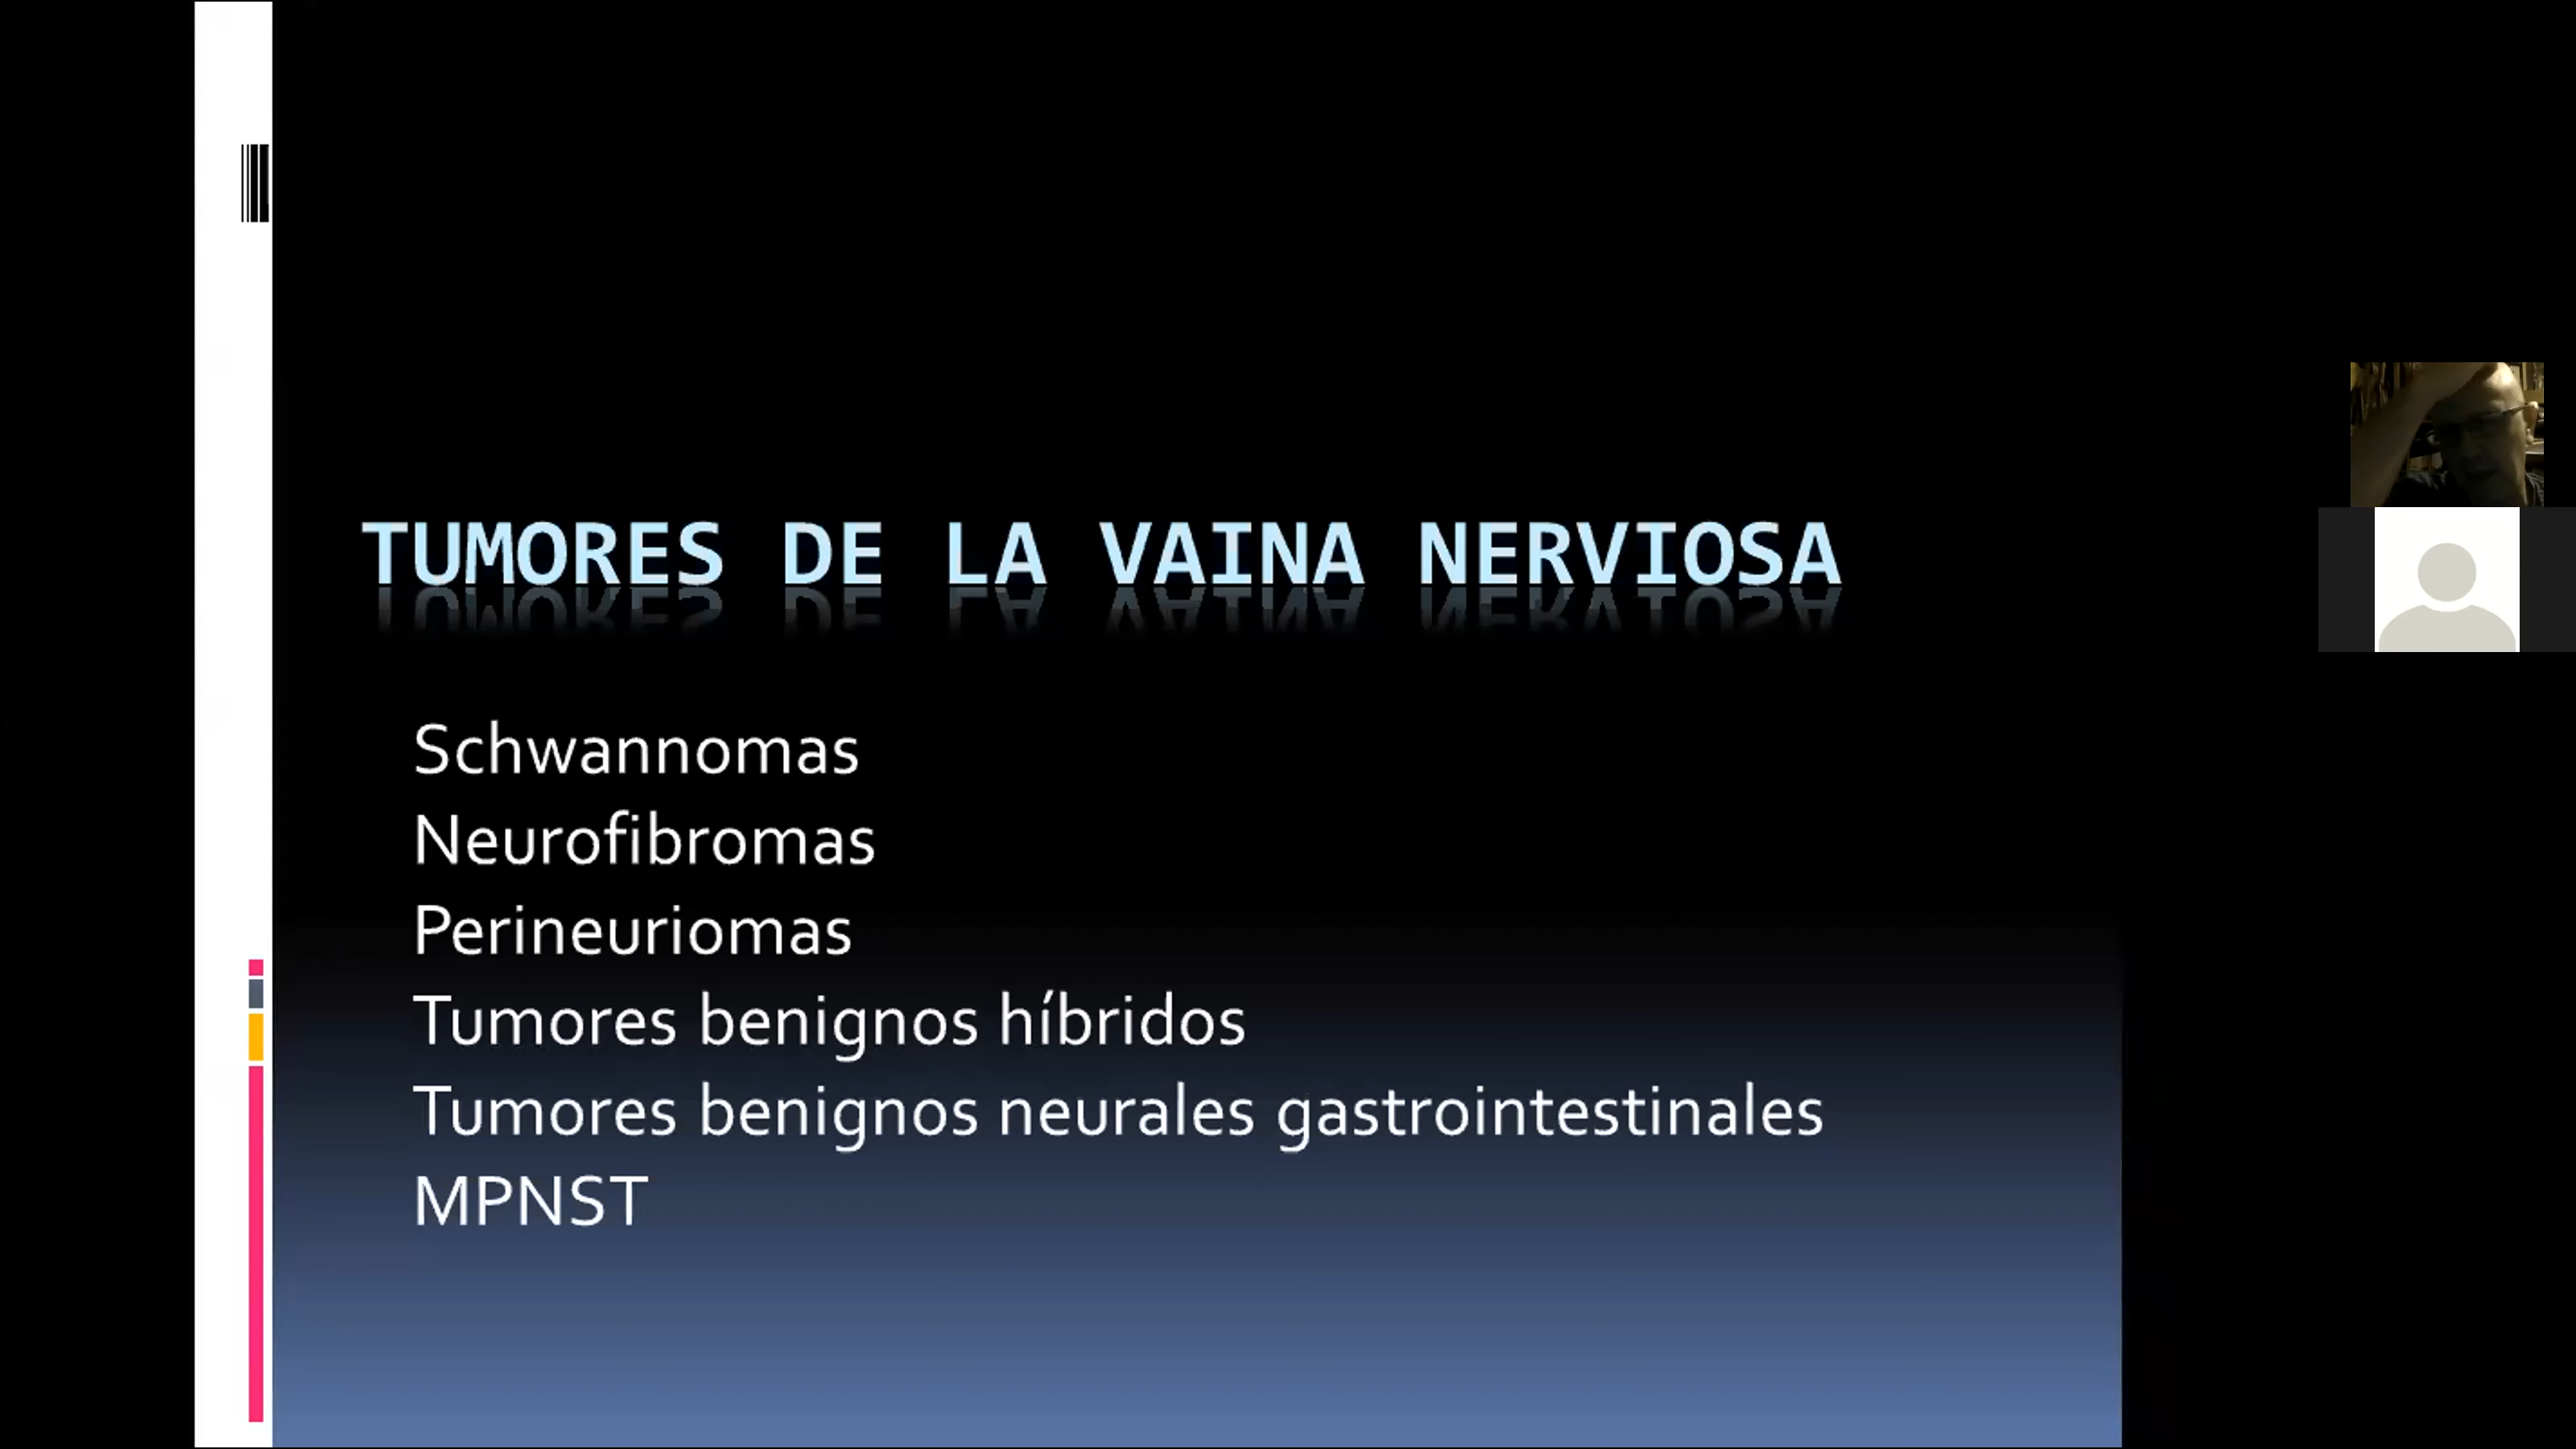 TUMORES DE LA VAINA NERVIOSA
Schwannomas
Neurofibromas
Perineuriomas
Tumores benignos híbridos
Tumores benignos neurales gastrointestinales
MPNST